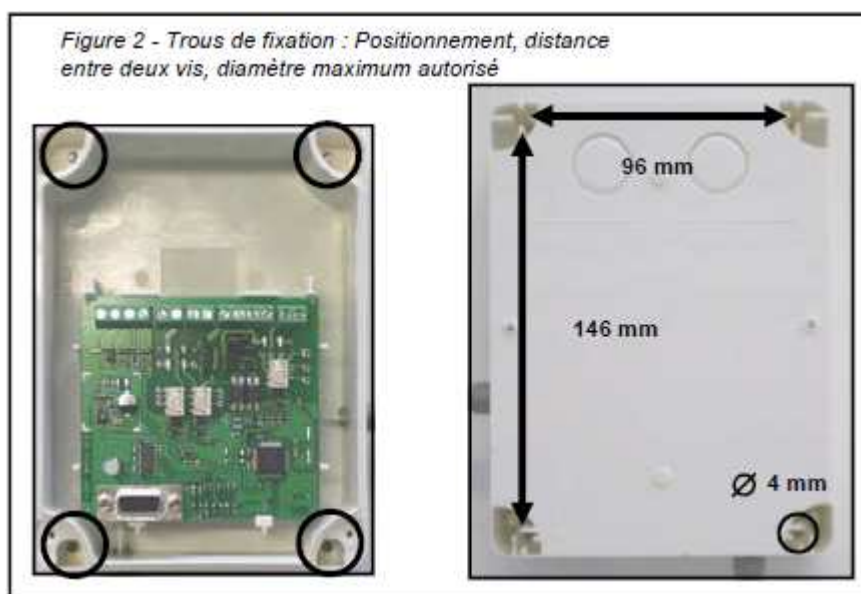 Figure 2 - Trous de fixation : Positionnement, distance
entre deux vis, diamètre maximum autorisé
96 mm
146 mm
Ø 4 mm